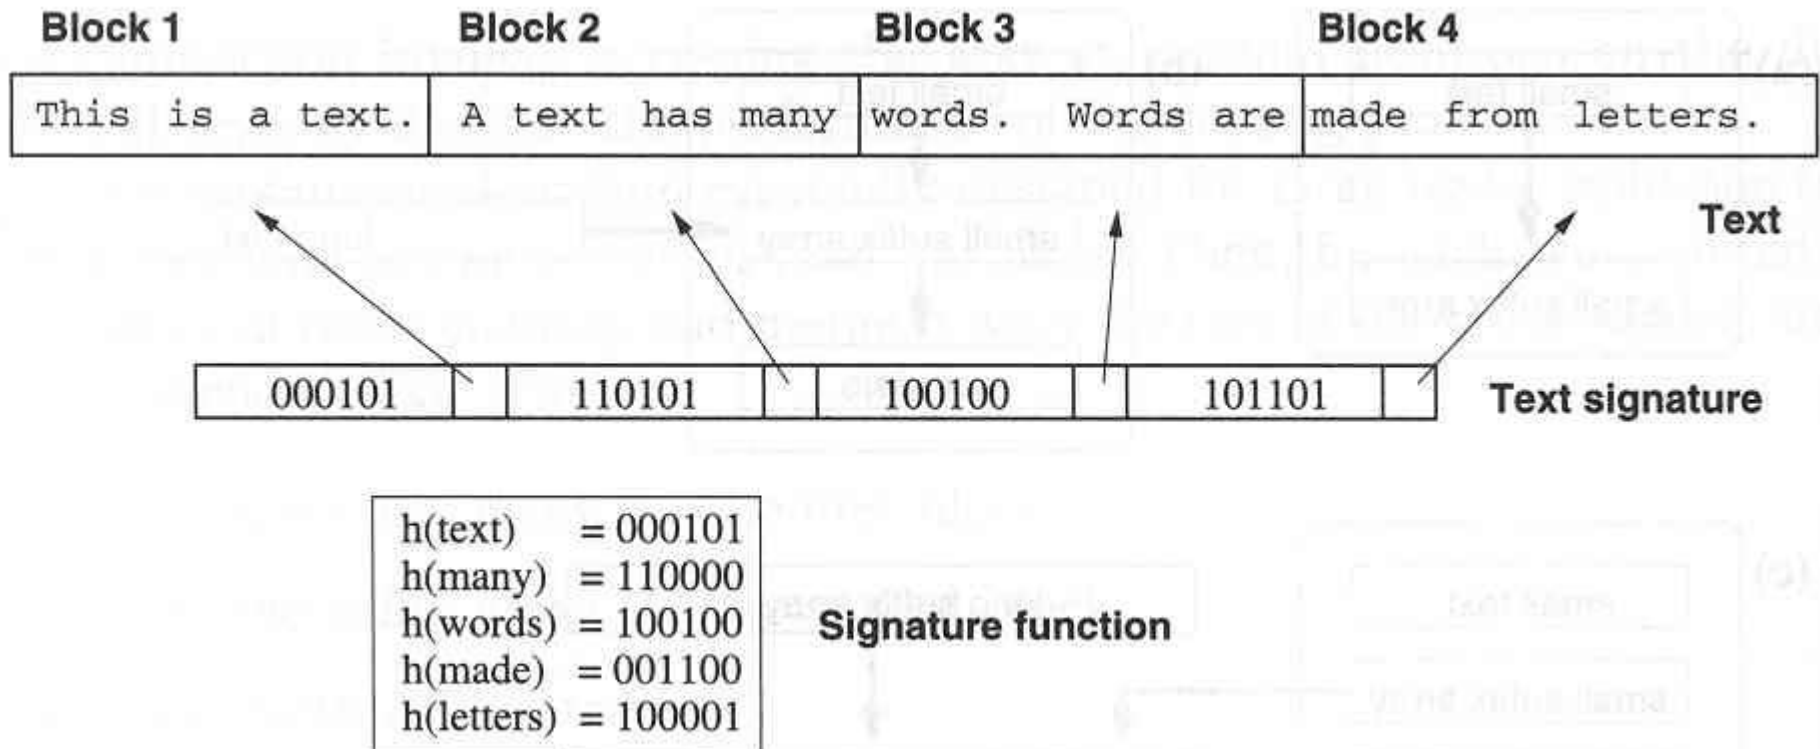 Block 1 Block 2 Block 3 Block 4
This is a text. A text has many words. Words are made from letters.
Text
000101 110101 100100 101101 Text signature
h(text) = 000101
h(many) = 110000
h(words) = 100100 Signature function
h(made) = 001100
h(letters) = 100001